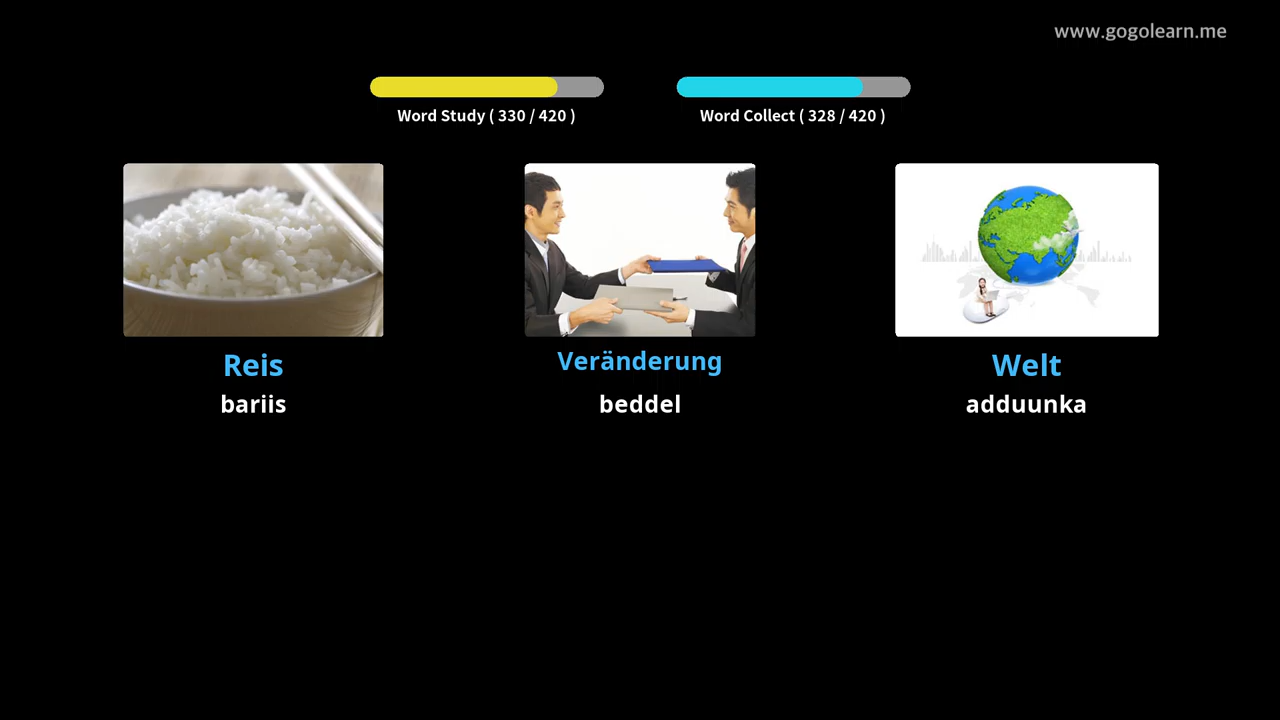 www.gogolearn.me
Word Study ( 330 / 420 )
Word Collect ( 328 / 420 )
Reis
bariis
Veränderung
beddel
Welt
adduunka